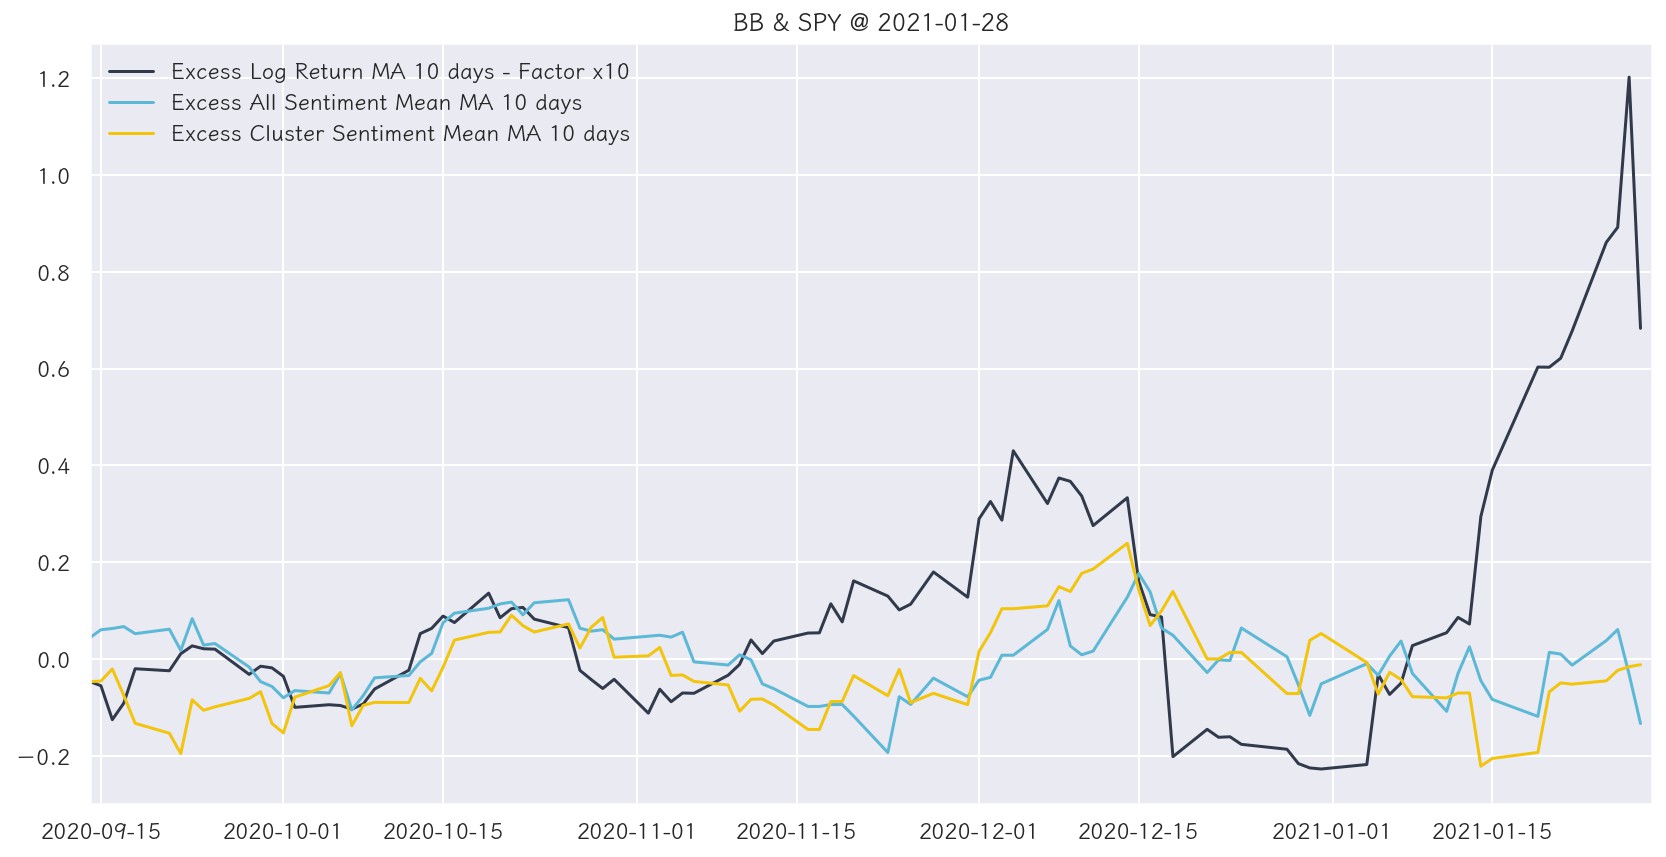 BB & SPY @ 2021-01-28
Excess Log Return MA 10 days - Factor x10
Excess All Sentiment Mean MA 10 days
Excess Cluster Sentiment Mean MA 10 days
1.2
1.0
0.8
0.6
0.4
0.2
0.0
−0.2
2020-09-15 2020-10-01 2020-10-15 2020-11-01 2020-11-15 2020-12-01 2020-12-15 2021-01-01 2021-01-15